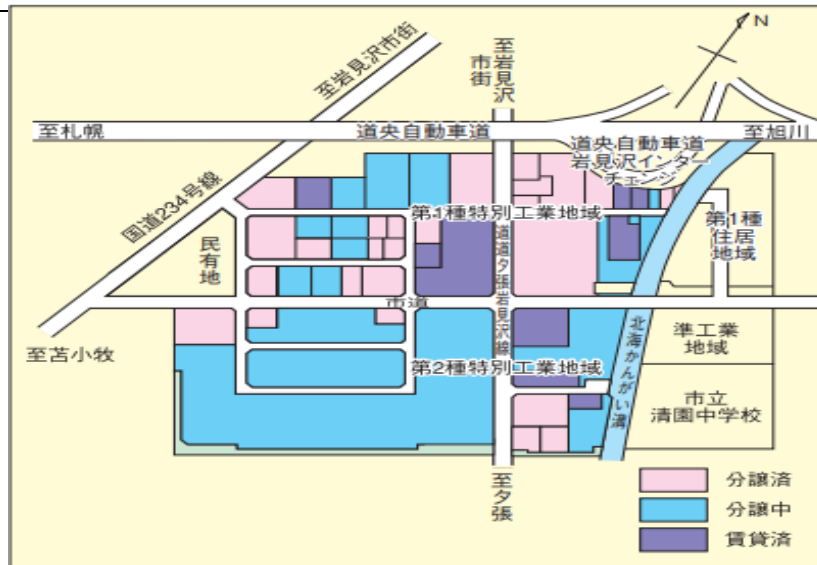 N
至岩見沢市街
至岩見沢
市街
至札幌
道央自動車道
至旭川
道央自動車道
岩見沢インター
チェーンジ
国道234号線
第1種特別工業地域
第1種
住居
地域
民有地
道道夕張岩見沢線
市道
北海かんがい溝
準工業
地域
至苫小牧
第2種特別工業地域
市立
清園中学校
至夕張
分譲済
分譲中
賃貸済